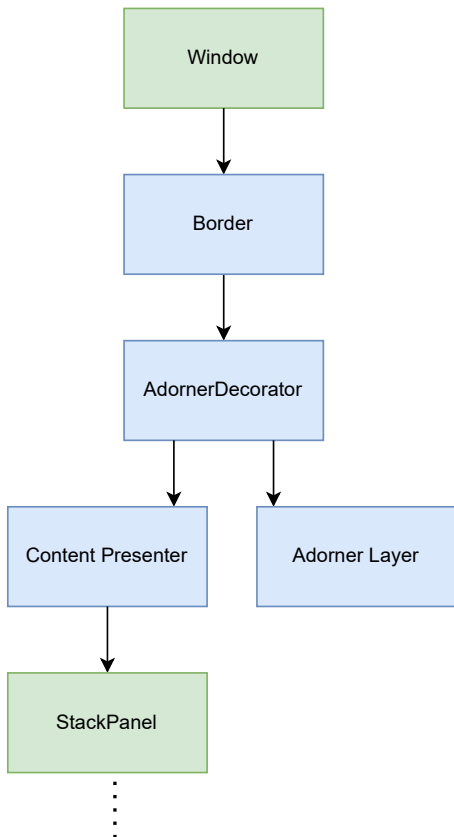 Window
Border
AdornerDecorator
Content Presenter
Adorner Layer
StackPanel